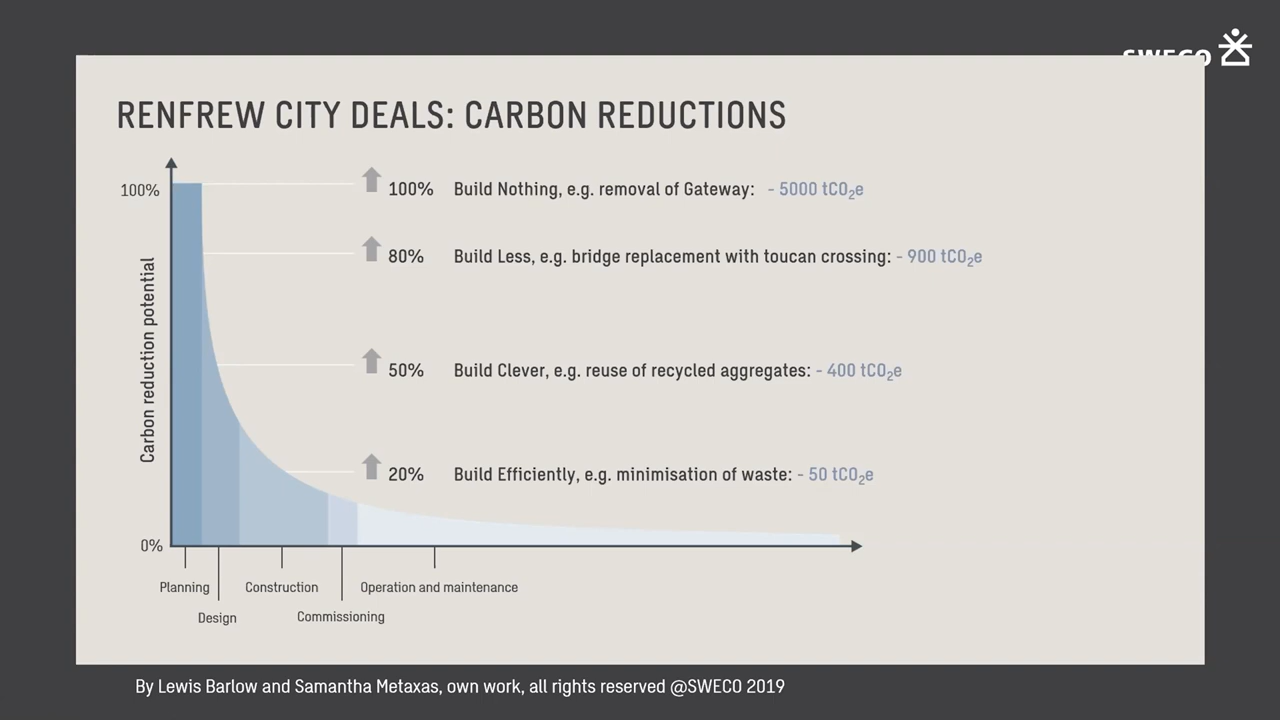 SWECO
RENFREW CITY DEALS: CARBON REDUCTIONS
100%
100% Build Nothing, e.g. removal of Gateway: - 5000 tCO₂e
80% Build Less, e.g. bridge replacement with toucan crossing: - 900 tCO₂e
Carbon reduction potential
50% Build Clever, e.g. reuse of recycled aggregates: - 400 tCO₂e
20% Build Efficiently, e.g. minimisation of waste: - 50 tCO₂e
0%
Planning
Construction
Operation and maintenance
Design
Commissioning
By Lewis Barlow and Samantha Metaxas, own work, all rights reserved @SWECO 2019